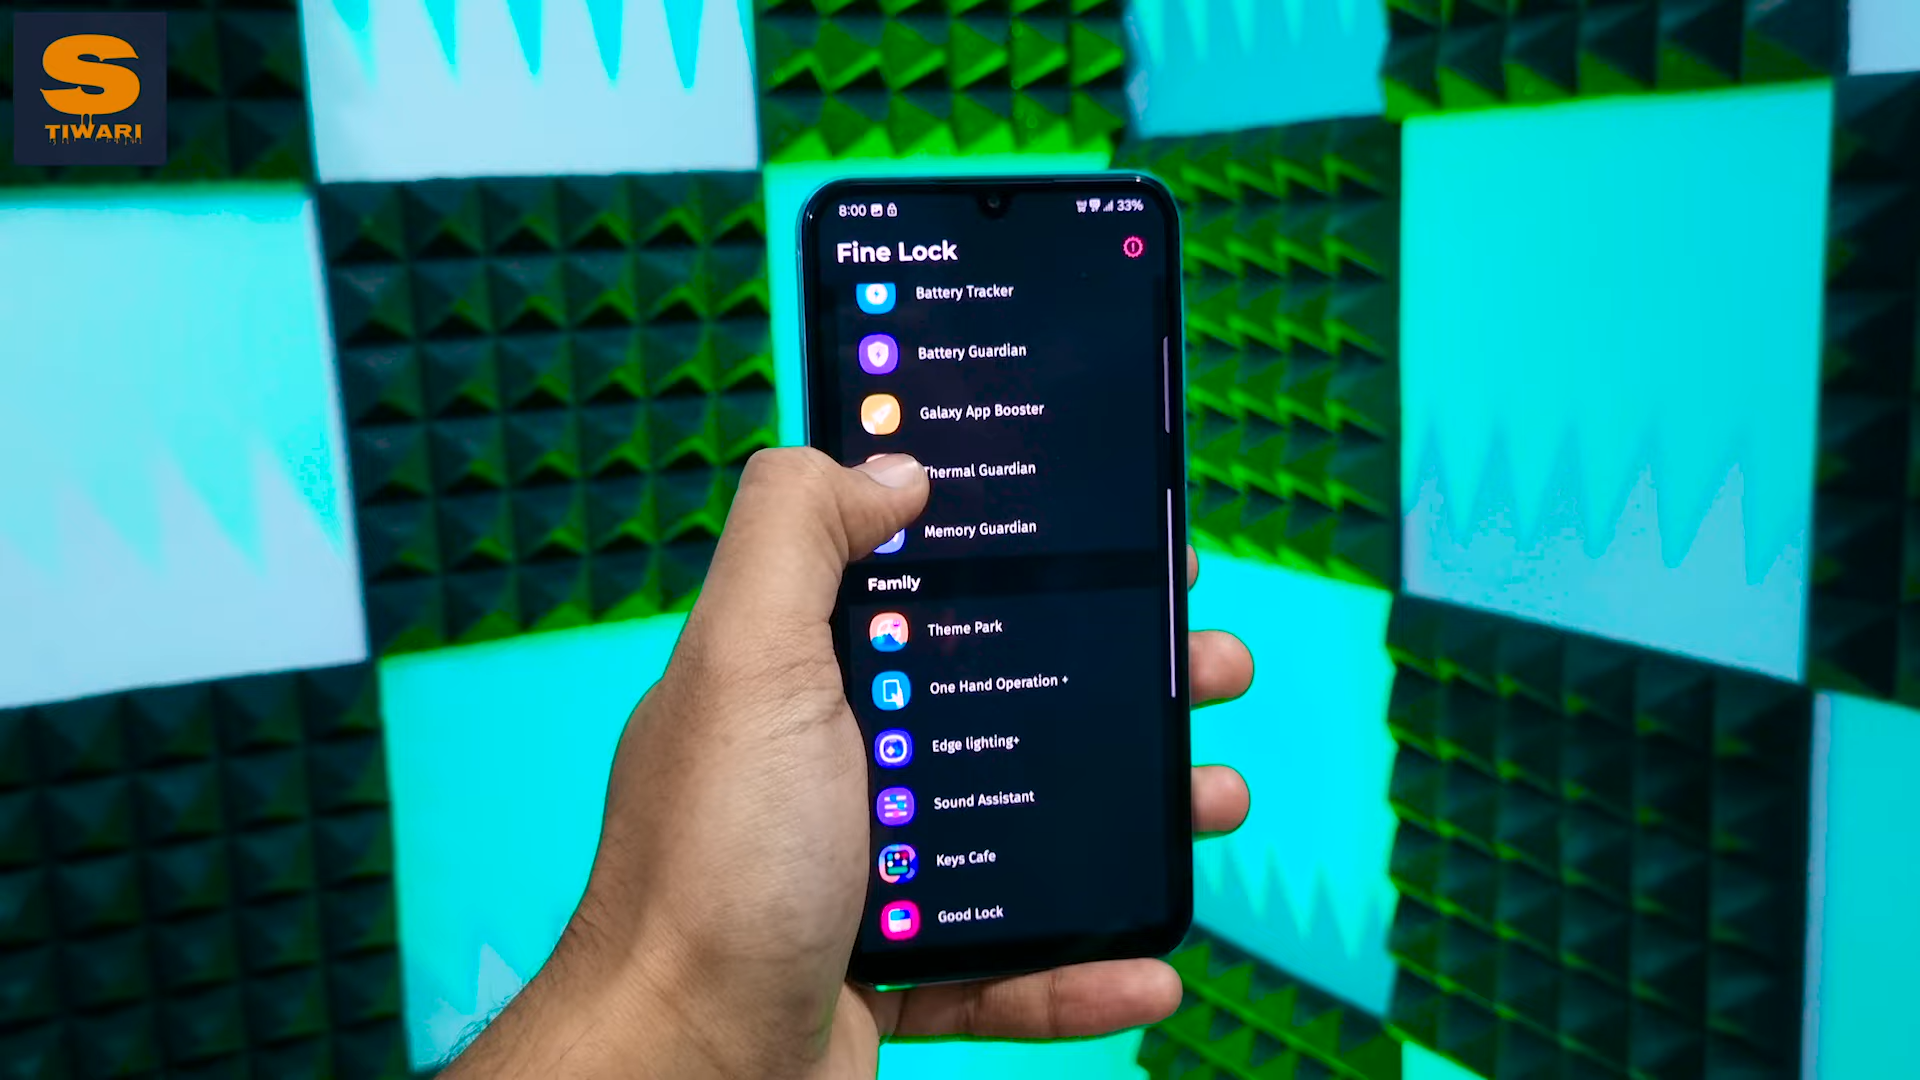 S
TIWARI
8:00
33%
Fine Lock
Battery Tracker
Battery Guardian
Galaxy App Booster
Thermal Guardian
Memory Guardian
Family
Theme Park
One Hand Operation +
Edge lighting+
Sound Assistant
Keys Cafe
Good Lock